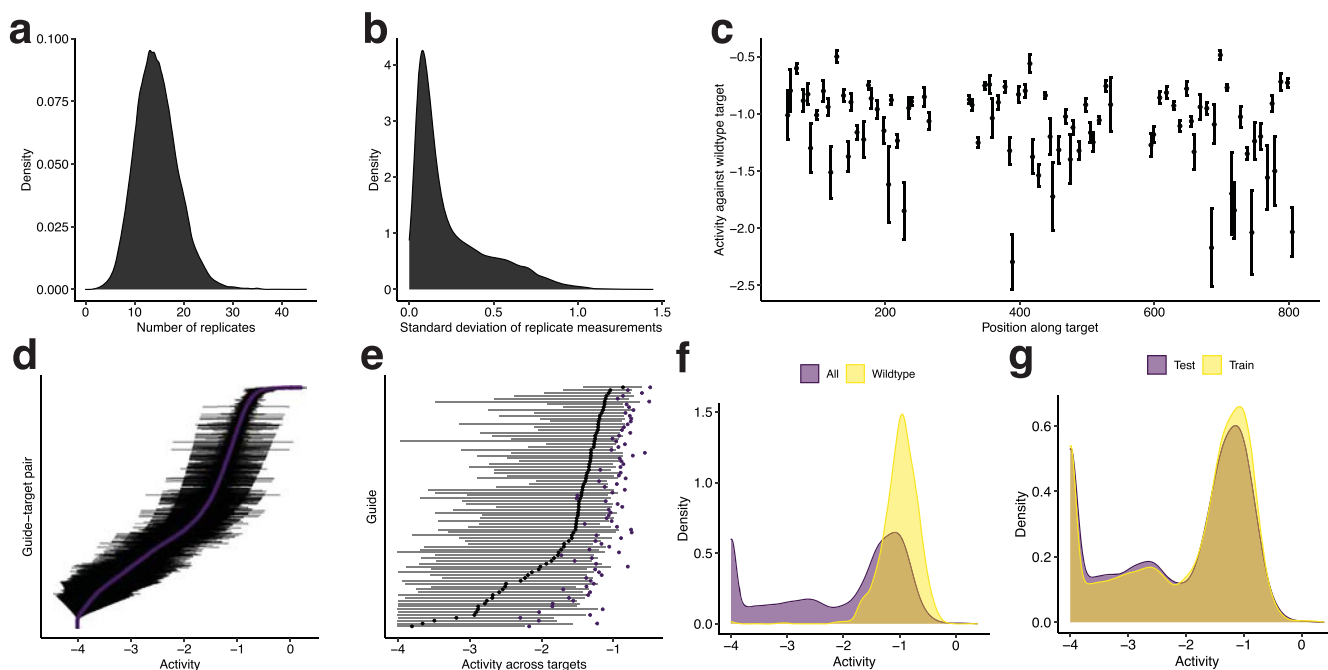 a
0.100
0.075
0.050
0.025
0.000
Density
0 10 20 30 40
Number of replicates
b
4
3
2
1
0
Density
0.0 0.5 1.0 1.5
Standard deviation of replicate measurements
c
−0.5
−1.0
−1.5
−2.0
−2.5
Activity against wildtype target
200 400 600 800
Position along target
d
Guide−target pair
−4 −3 −2 −1 0
Activity
e
Guide
−4 −3 −2 −1
Activity across targets
f
All Wildtype
1.5
1.0
0.5
0.0
Density
−4 −3 −2 −1 0
Activity
g
Test Train
0.6
0.4
0.2
0.0
Density
−4 −3 −2 −1 0
Activity